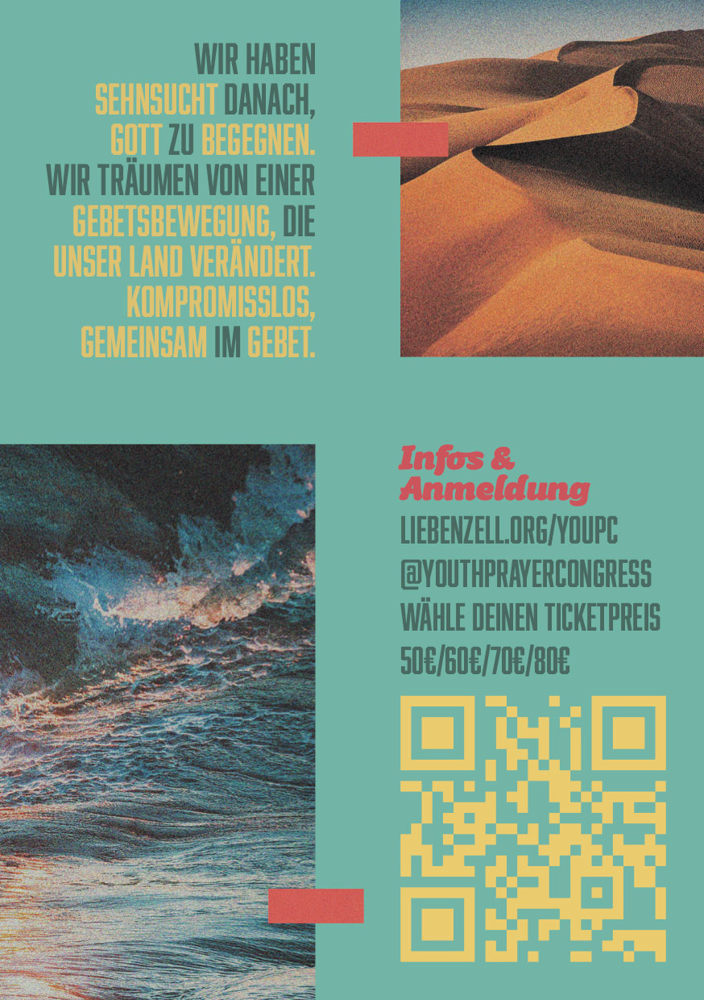 WIR HABEN
SEHNSUCHT DANACH,
GOTT ZU BEGEGNEN.
WIR TRÄUMEN VON EINER
GEBETSBEWEGUNG, DIE
UNSER LAND VERÄNDERT.
KOMPROMISSLOS,
GEMEINSAM IM GEBET.
Infos &
Anmeldung
LIEBENZELL.ORG/YOUPC
@YOUTHPRAYERCONGRESS
WÄHLE DEINEN TICKETPREIS
50€/60€/70€/80€